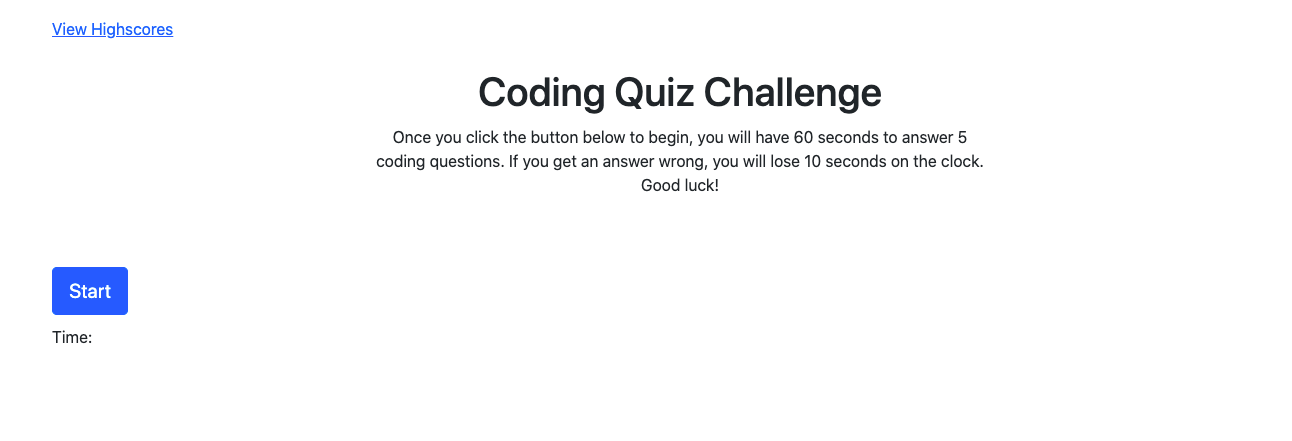 View Highscores
Coding Quiz Challenge
Once you click the button below to begin, you will have 60 seconds to answer 5
coding questions. If you get an answer wrong, you will lose 10 seconds on the clock.
Good luck!
Start
Time: